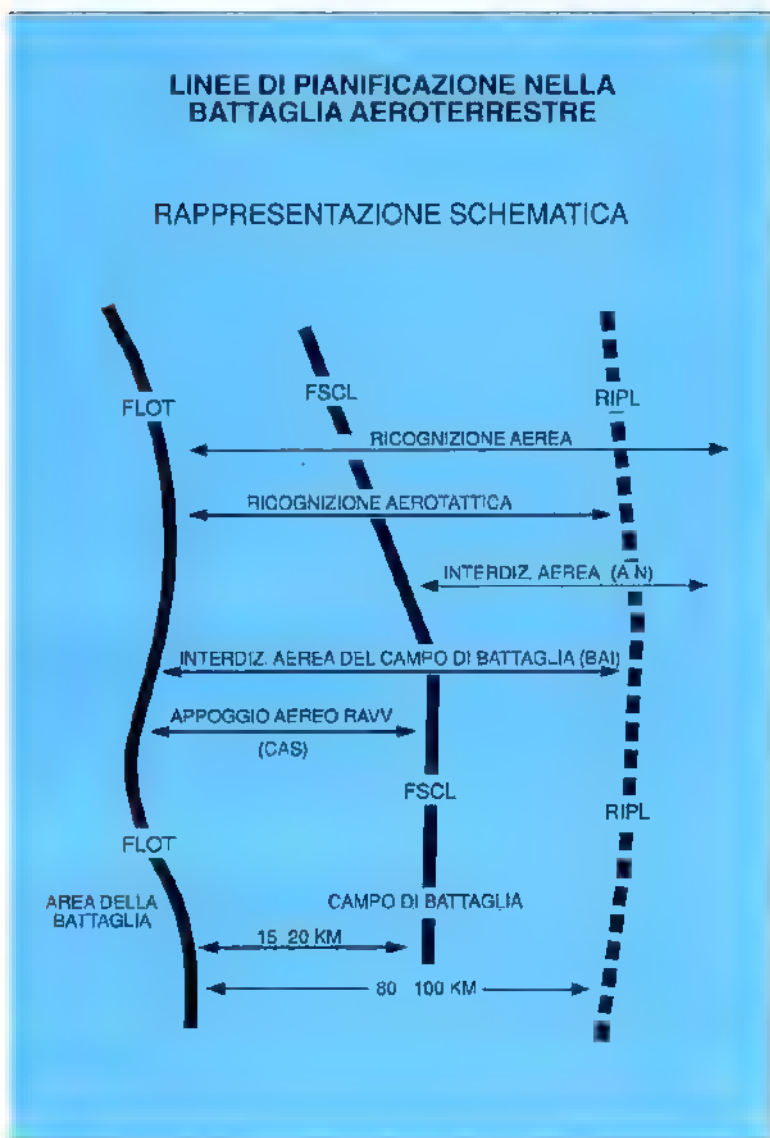 LINEE DI PIANIFICAZIONE NELLA
BATTAGLIA AEROTERRESTRE
RAPPRESENTAZIONE SCHEMATICA
FLOT
FSCL
RIPL
RICOGNIZIONE AEREA
RICOGNIZIONE AEROTATTICA
INTERDIZ. AEREA (A N)
INTERDIZ. AEREA DEL CAMPO DI BATTAGLIA (BAI)
APPOGGIO AEREO RAVV
(CAS)
FSCL
RIPL
FLOT
AREA DELLA
BATTAGLIA
CAMPO DI BATTAGLIA
15 20 KM
80 100 KM